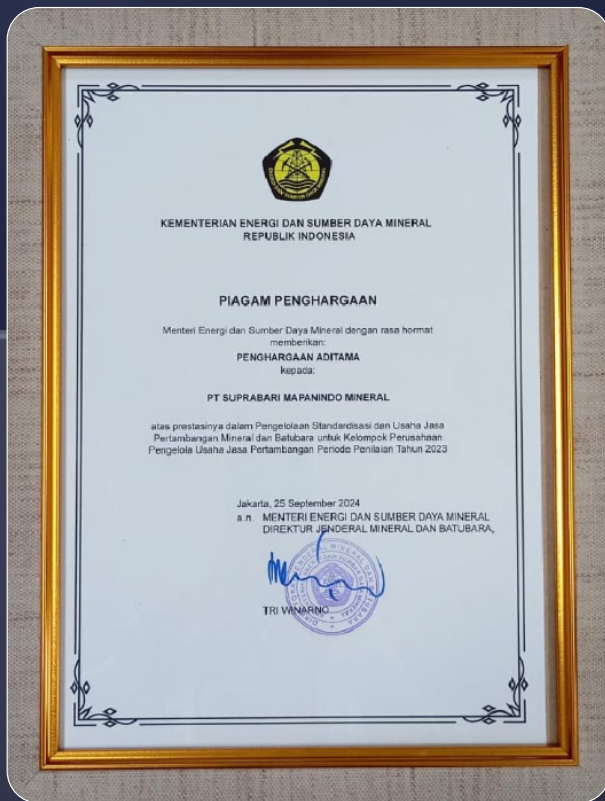 KEMENTERIAN ENERGI DAN SUMBER DAYA MINERAL
REPUBLIK INDONESIA
PIAGAM PENGHARGAAN
Menteri Energi dan Sumber Daya Mineral dengan rasa hormat
memberikan:
PENGHARGAAN ADITAMA
kepada:
PT SUPRABARI MAPANINDO MINERAL
atas prestasinya dalam Pengelolaan Standardisasi dan Usaha Jasa
Pertambangan Mineral dan Batubara untuk Kelompok Perusahaan
Pengelola Usaha Jasa Pertambangan Periode Penilaian Tahun 2023
Jakarta, 25 September 2024
a.n. MENTERI ENERGI DAN SUMBER DAYA MINERAL
DIREKTUR JENDERAL MINERAL DAN BATUBARA,
TRI WINARNO